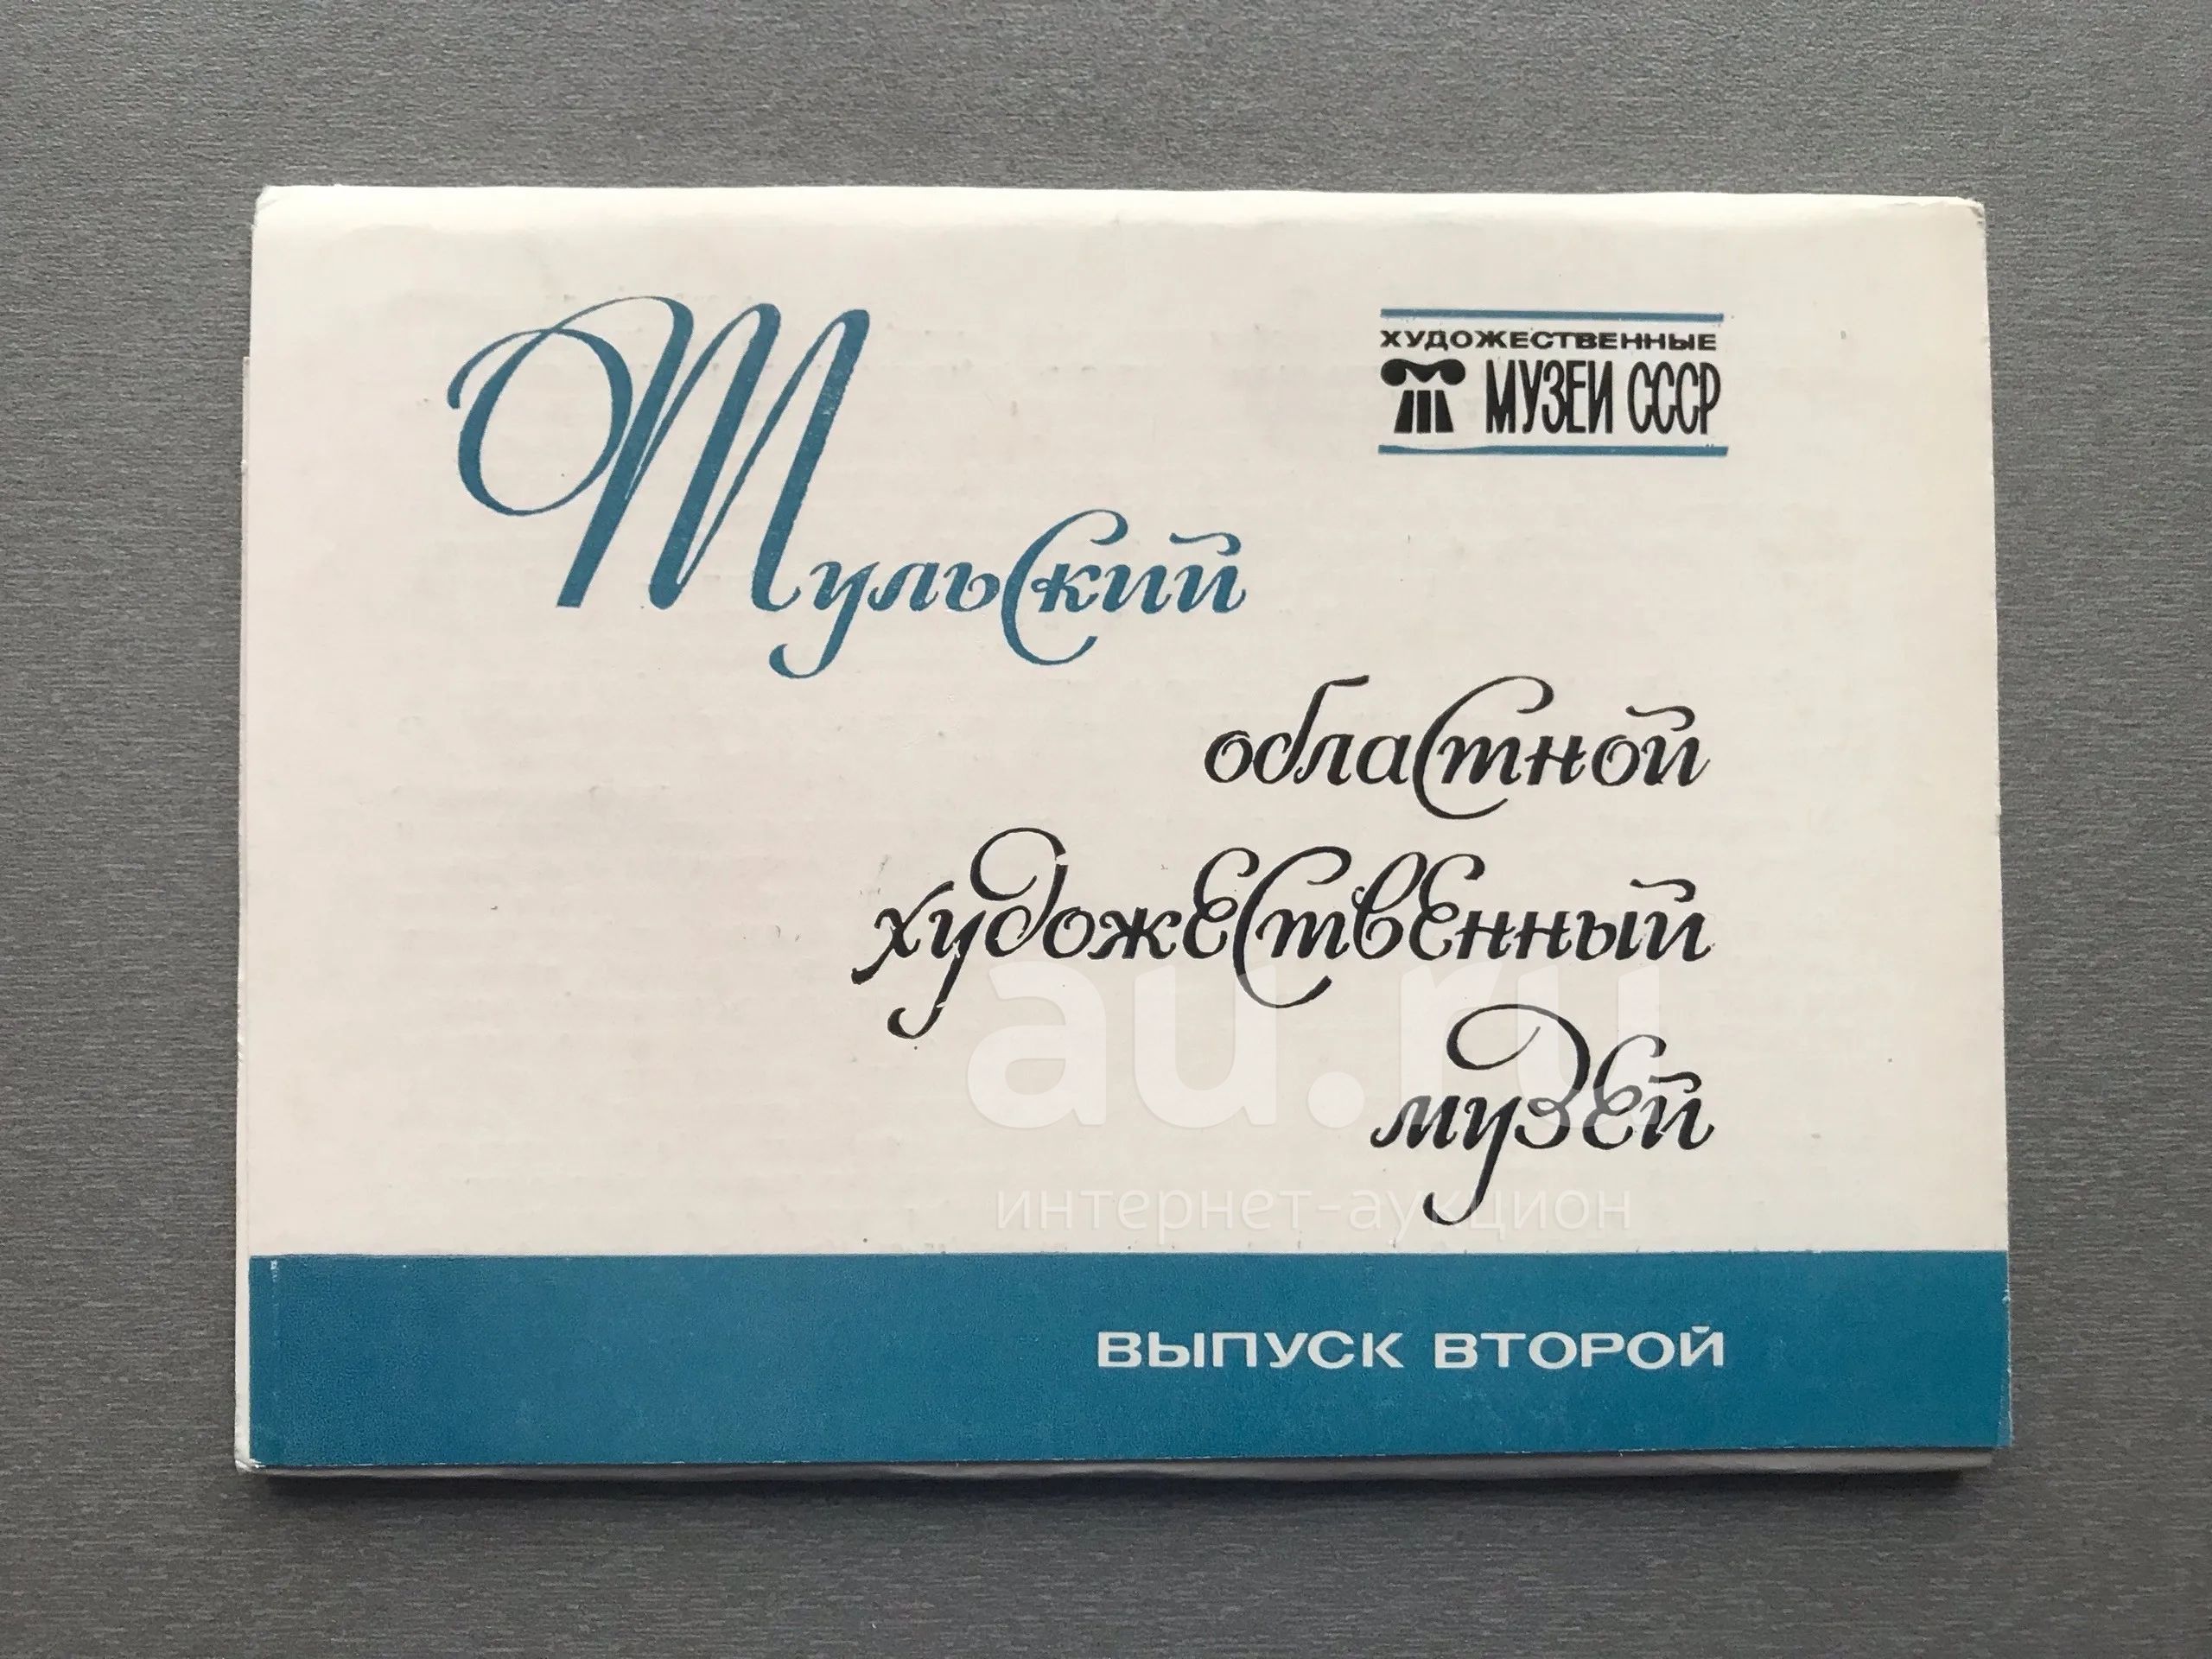 ХУДОЖЕСТВЕННЫЕ
МУЗЕИ СССР
Тульский
областной
художественный
музей
au.ru
интернет-аукцион
ВЫПУСК ВТОРОЙ